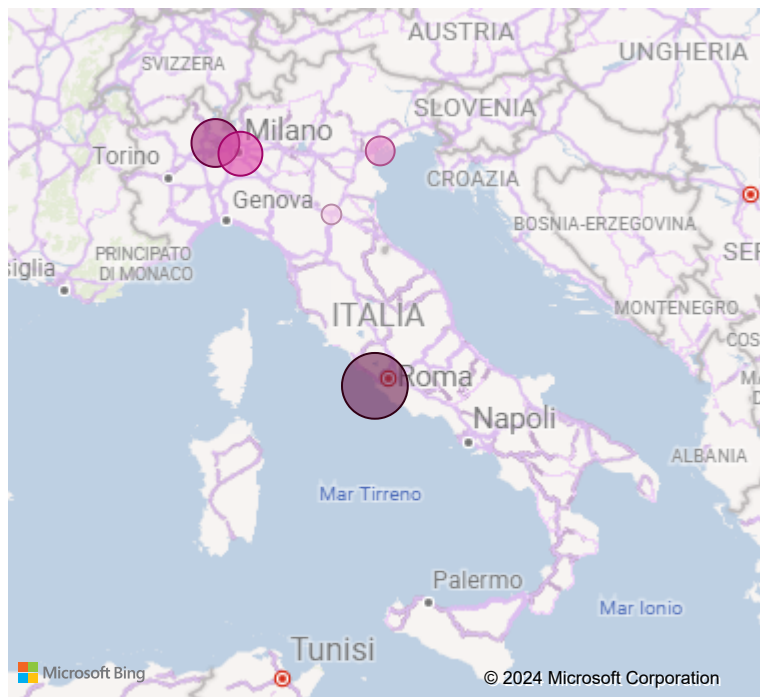 AUSTRIA
UNGHERIA
SVIZZERA
SLOVENIA
Milano
Torino
CROAZIA
Genova
BOSNIA-ERZEGOVINA
PRINCIPATO
DI MONACO
SER
siglia
MONTENEGRO
ITALIA
COS
Roma
MA
D
Napoli
ALBANIA
Mar Tirreno
Palermo
Mar Ionio
Tunisi
Microsoft Bing
© 2024 Microsoft Corporation